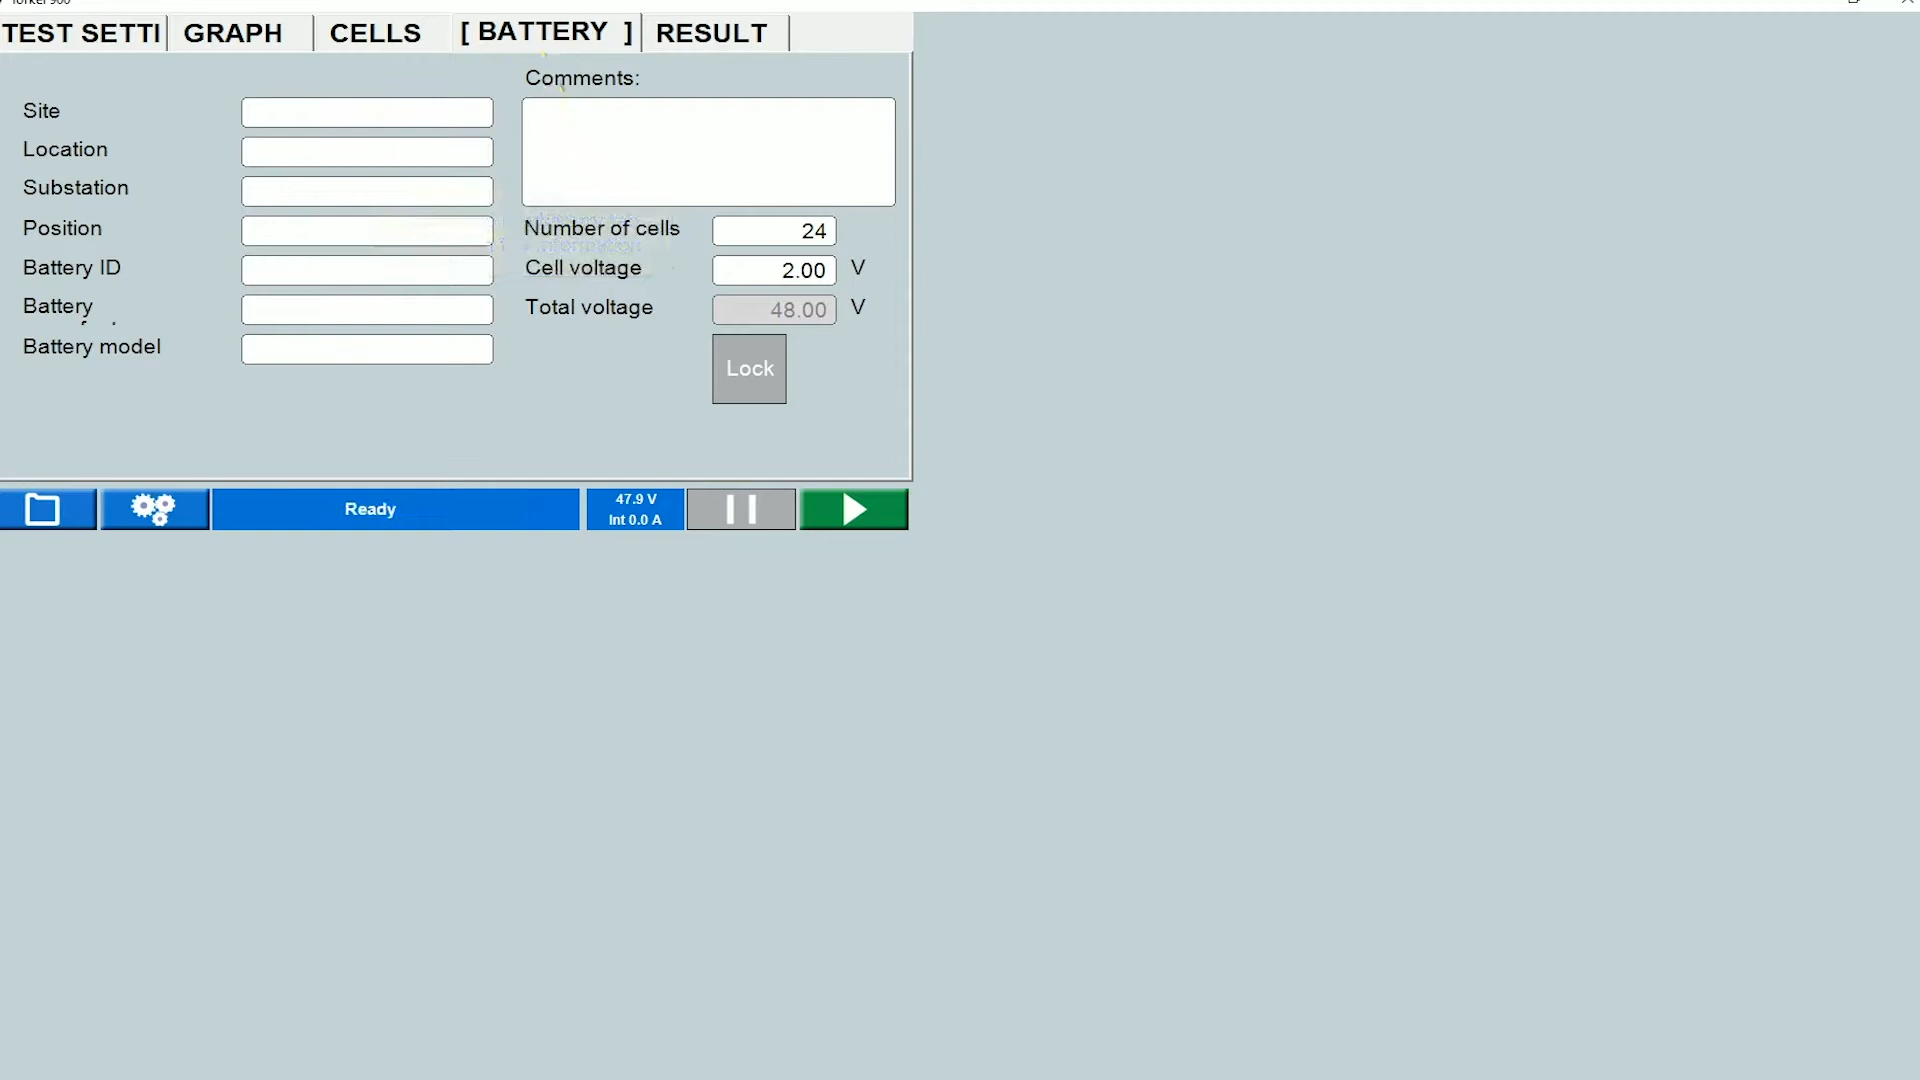 TEST SETTI GRAPH CELLS [ BATTERY ] RESULT
Comments:
Site
Location
Substation
Position
Battery ID
Battery
Battery model
Number of cells 24
Cell voltage 2.00 V
Total voltage 48.00 V
Lock
Ready
47.9 V
Int 0.0 A